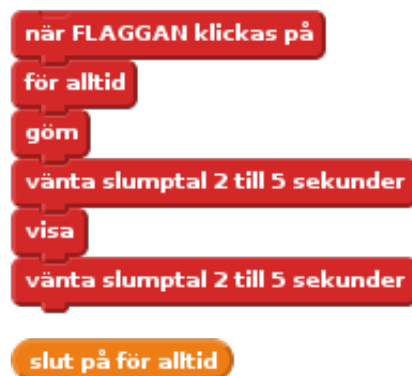 när FLAGGAN klickas på
för alltid
göm
vänta slumptal 2 till 5 sekunder
visa
vänta slumptal 2 till 5 sekunder
slut på för alltid